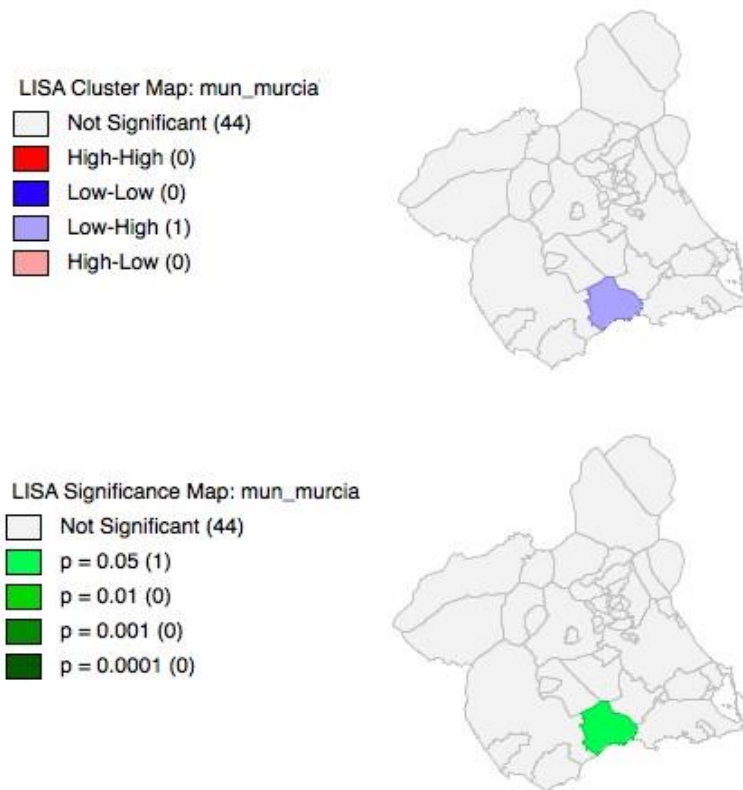 LISA Cluster Map: mun_murcia
Not Significant (44)
High-High (0)
Low-Low (0)
Low-High (1)
High-Low (0)
LISA Significance Map: mun_murcia
Not Significant (44)
p = 0.05 (1)
p = 0.01 (0)
p = 0.001 (0)
p = 0.0001 (0)